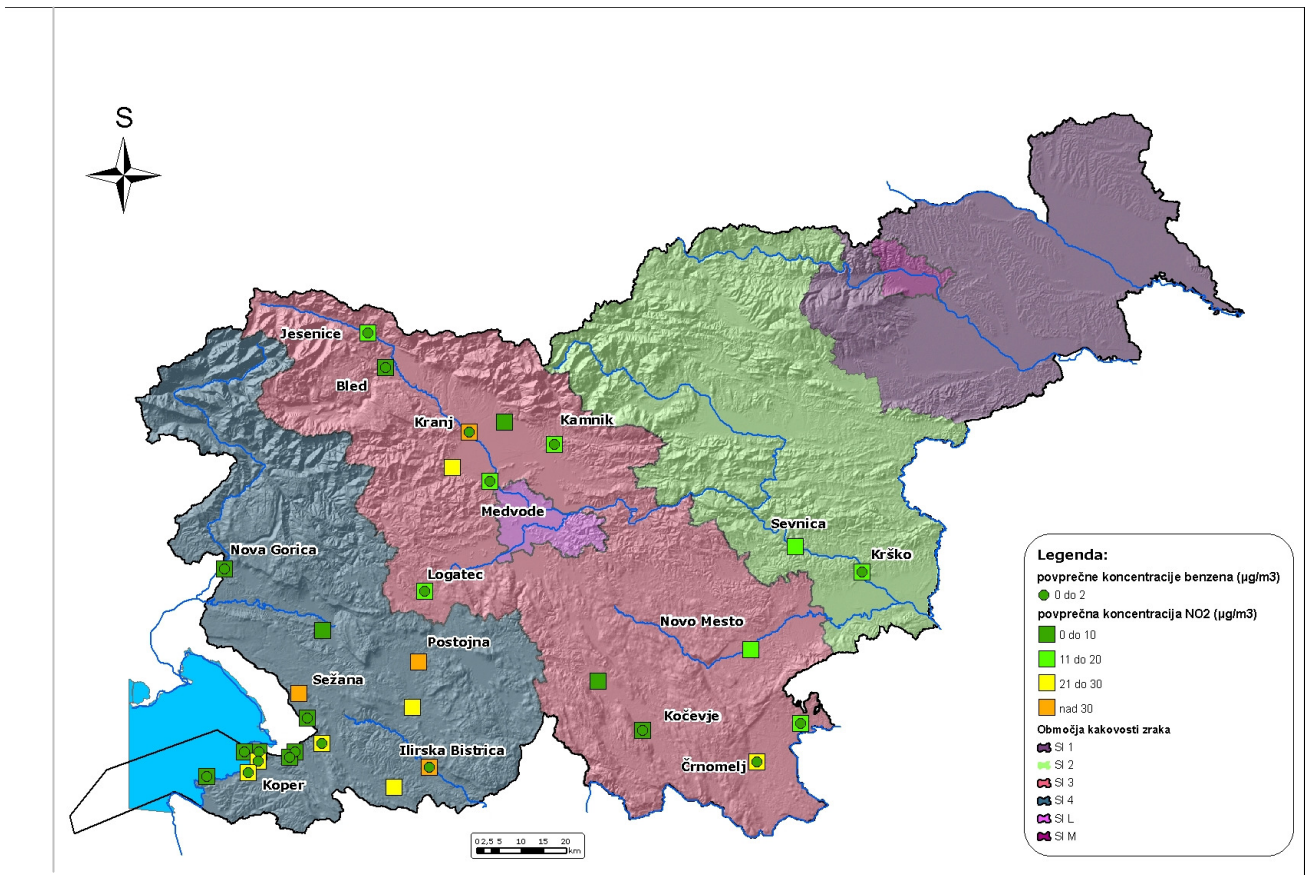 S
Jesenice
Bled
Kranj
Kamnik
Medvode
Sevnica
Krško
Nova Gorica
Logatec
Novo Mesto
Postojna
Sežana
Kočevje
Ilirska Bistrica
Črnomelj
Koper
0 2,5 5 10 15 20
km
Legenda:
povprečne koncentracije benzena (µg/m3)
0 do 2
povprečna koncentracija NO2 (µg/m3)
0 do 10
11 do 20
21 do 30
nad 30
Območja kakovosti zraka
SI 1
SI 2
SI 3
SI 4
SI L
SI M